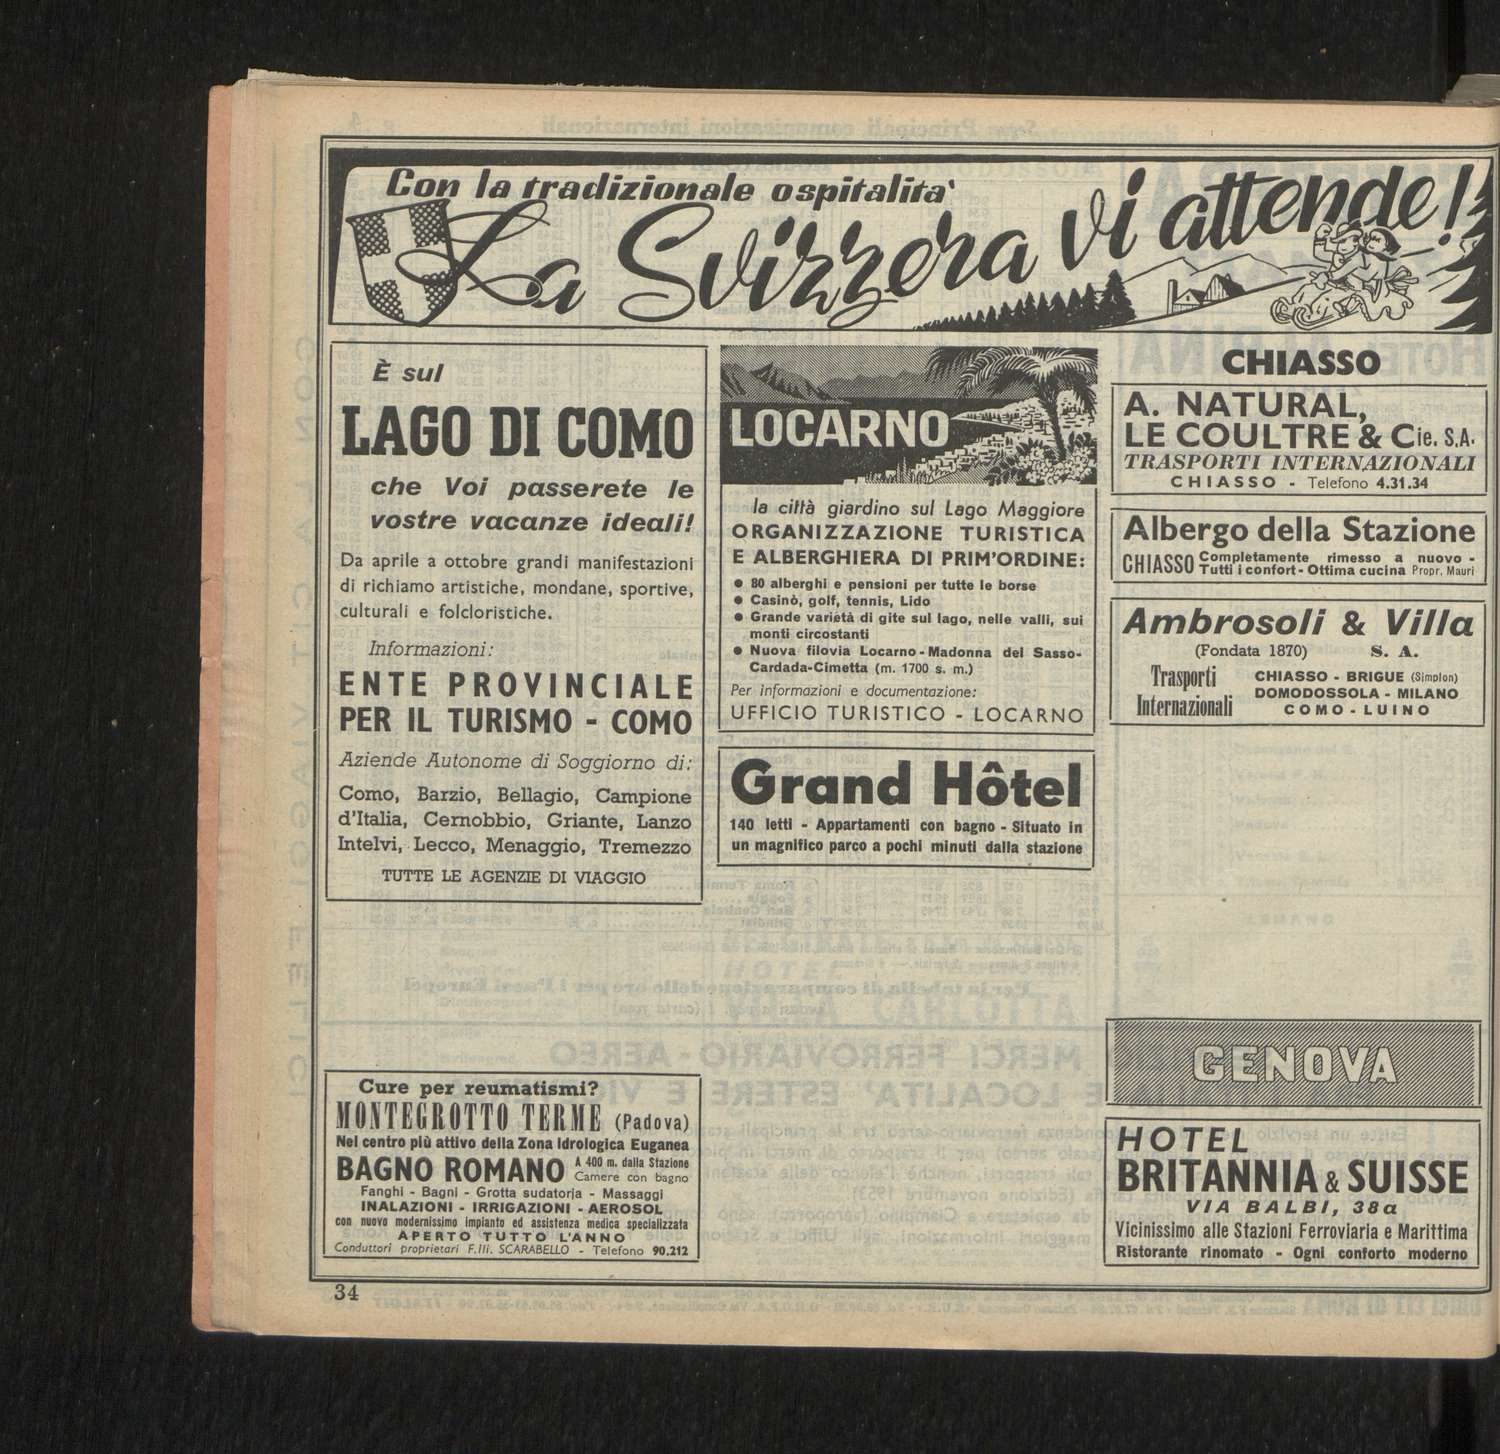 Con la tradizionale ospitalita'
La Svizzera vi attende!
È sul
LAGO DI COMO
che Voi passerete le
vostre vacanze ideali!
Da aprile a ottobre grandi manifestazioni
di richiamo artistiche, mondane, sportive,
culturali e folcloristiche.
Informazioni:
ENTE PROVINCIALE
PER IL TURISMO - COMO
Aziende Autonome di Soggiorno di:
Como, Barzio, Bellagio, Campione
d'Italia, Cernobbio, Griante, Lanzo
Intelvi, Lecco, Menaggio, Tremezzo
TUTTE LE AGENZIE DI VIAGGIO
Cure per reumatismi?
MONTEGROTTO TERME (Padova)
Nel centro più attivo della Zona Idrologica Euganea
BAGNO ROMANO A 400 m. dalla Stazione
Camere con bagno
Fanghi - Bagni - Grotta sudatoria - Massaggi
INALAZIONI - IRRIGAZIONI - AEROSOL
con nuovo modernissimo impianto ed assistenza medica specializzata
APERTO TUTTO L'ANNO
Conduttori proprietari F.lli. SCARABELLO - Telefono 90.212
LOCARNO
la città giardino sul Lago Maggiore
ORGANIZZAZIONE TURISTICA
E ALBERGHIERA DI PRIM'ORDINE:
● 80 alberghi e pensioni per tutte le borse
● Casinò, golf, tennis, Lido
● Grande varietà di gite sul lago, nelle valli, sui
monti circostanti
● Nuova filovia Locarno-Madonna del Sasso-
Cardada-Cimetta (m. 1700 s. m.)
Per informazioni e documentazione:
UFFICIO TURISTICO - LOCARNO
Grand Hôtel
140 letti - Appartamenti con bagno - Situato in
un magnifico parco a pochi minuti dalla stazione
CHIASSO
A. NATURAL,
LE COULTRE & Cie. S.A.
TRASPORTI INTERNAZIONALI
CHIASSO - Telefono 4.31.34
Albergo della Stazione
CHIASSO Completamente rimesso a nuovo -
Tutti i confort - Ottima cucina Propr. Mauri
Ambrosoli & Villa
(Fondata 1870) S. A.
Trasporti
Internazionali
CHIASSO - BRIGUE (Simplon)
DOMODOSSOLA - MILANO
COMO - LUINO
GENOVA
HOTEL
BRITANNIA & SUISSE
VIA BALBI, 38a
Vicinissimo alle Stazioni Ferroviaria e Marittima
Ristorante rinomato - Ogni conforto moderno
34